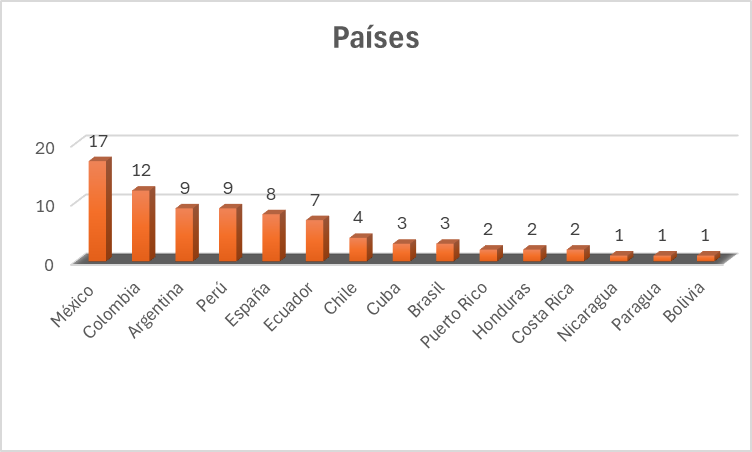 Países
20
10
0
17
12
9
9
8
7
4
3
3
2
2
2
1
1
1
México
Colombia
Argentina
Perú
España
Ecuador
Chile
Cuba
Brasil
Puerto Rico
Honduras
Costa Rica
Nicaragua
Paragua
Bolivia